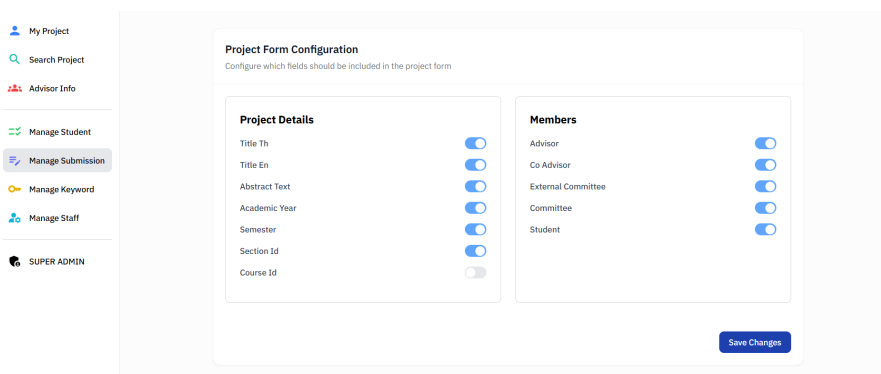 My Project
Search Project
Advisor Info
Manage Student
Manage Submission
Manage Keyword
Manage Staff
SUPER ADMIN
Project Form Configuration
Configure which fields should be included in the project form
Project Details
Title Th
Title En
Abstract Text
Academic Year
Semester
Section Id
Course Id
Members
Advisor
Co Advisor
External Committee
Committee
Student
Save Changes